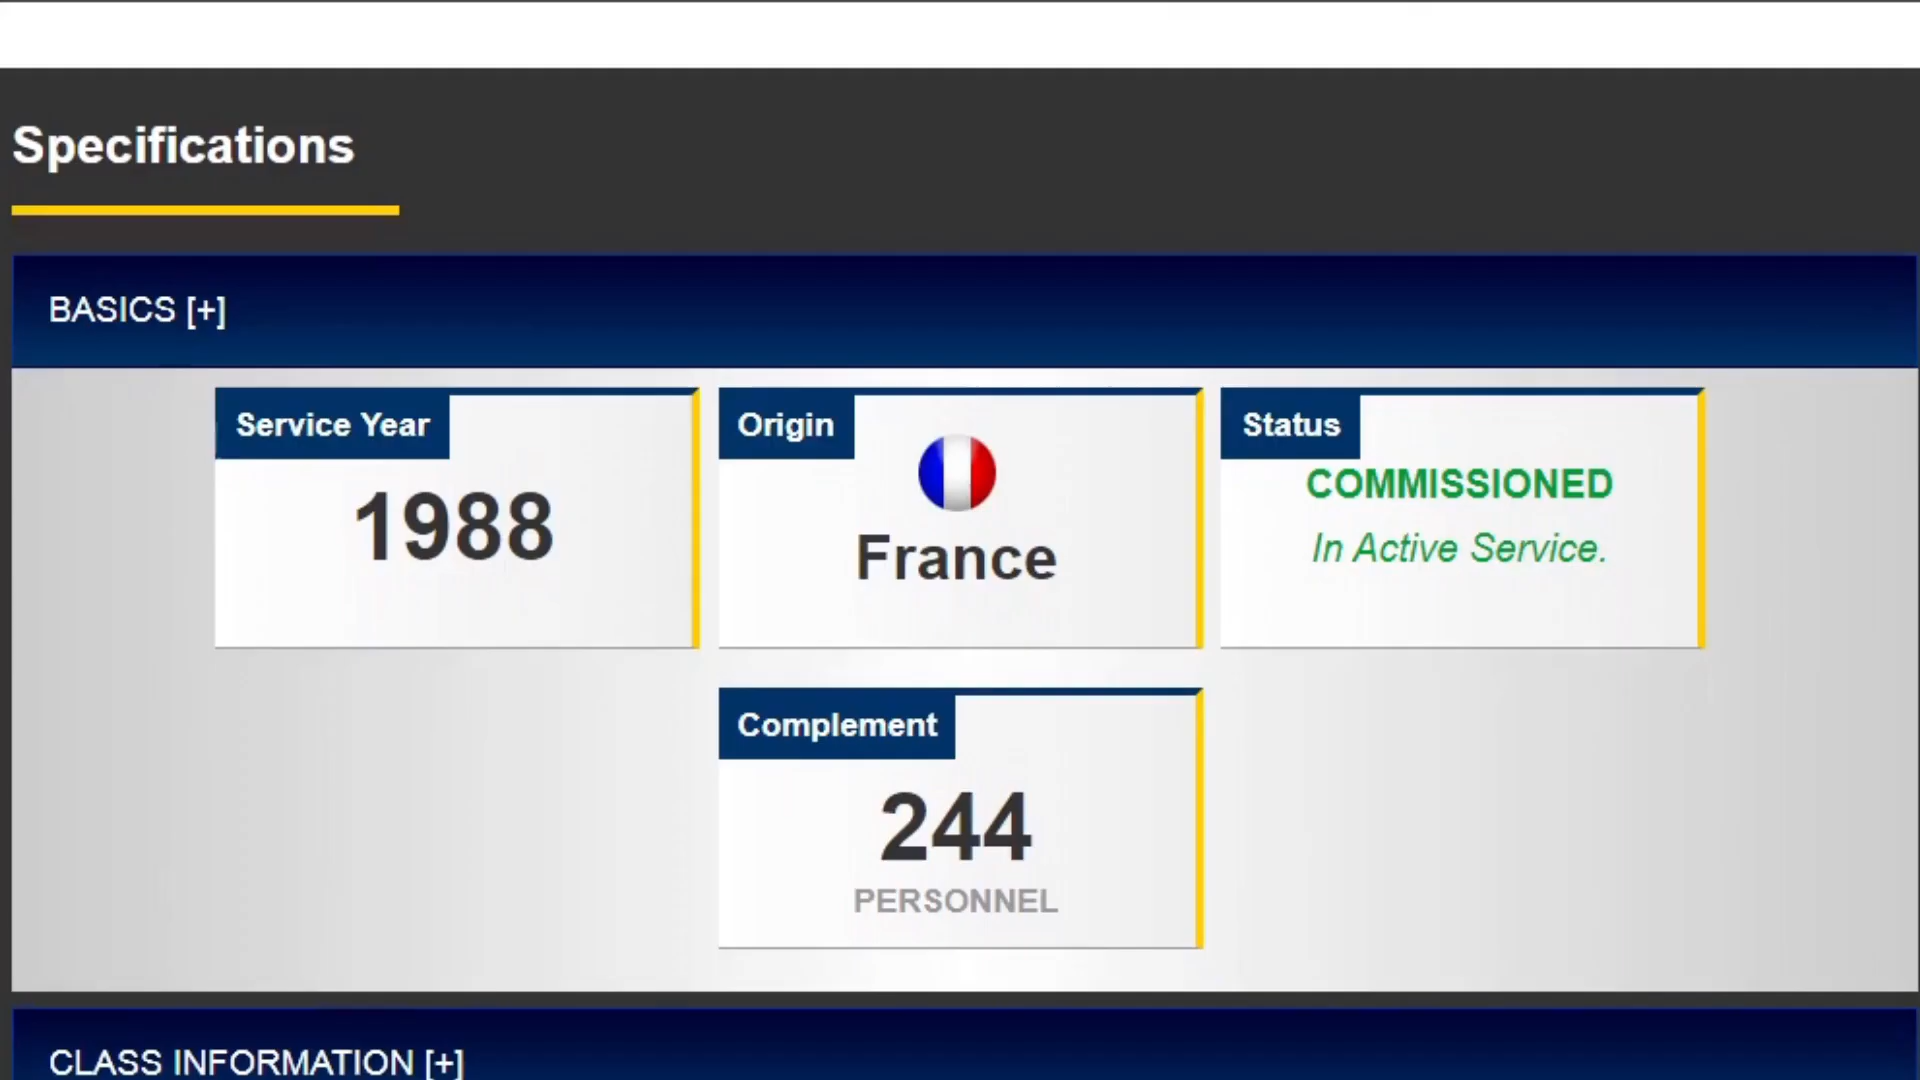 Specifications
BASICS [+]
Service Year
1988
Origin
France
Status
COMMISSIONED
In Active Service.
Complement
244
PERSONNEL
CLASS INFORMATION [+]